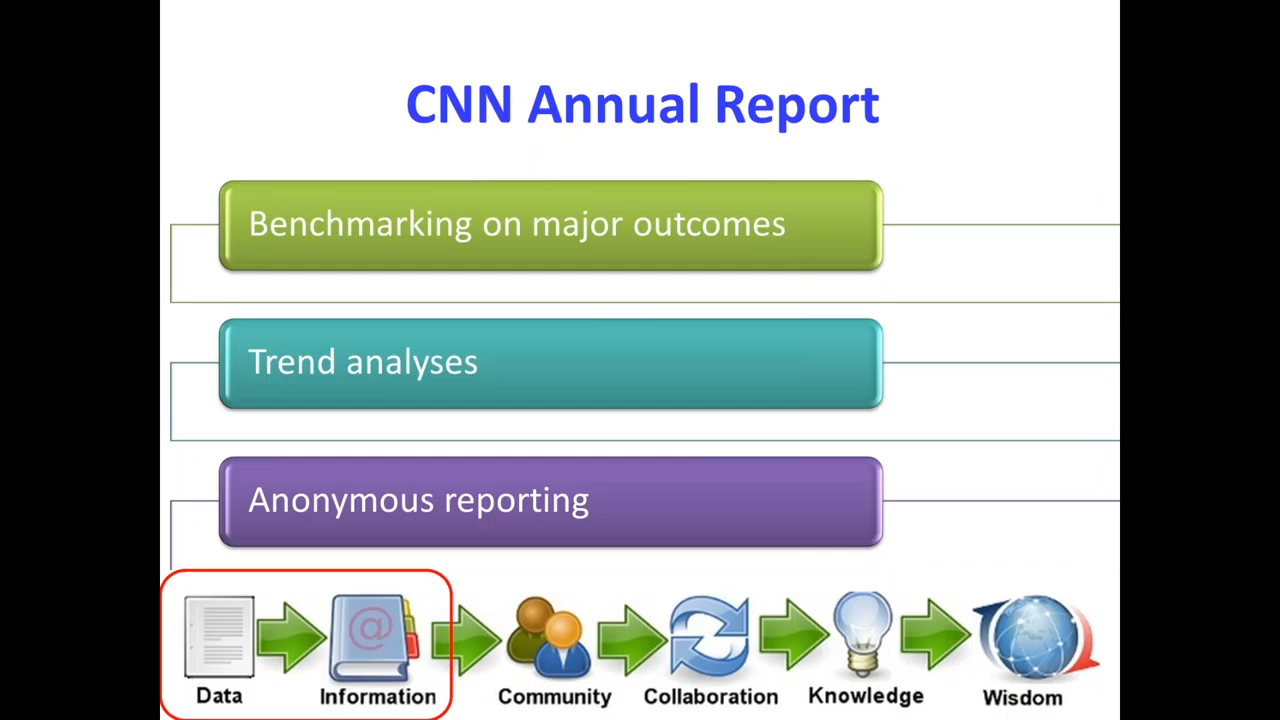 CNN Annual Report
Benchmarking on major outcomes
Trend analyses
Anonymous reporting
@
Data
Information
Community
Collaboration
Knowledge
Wisdom